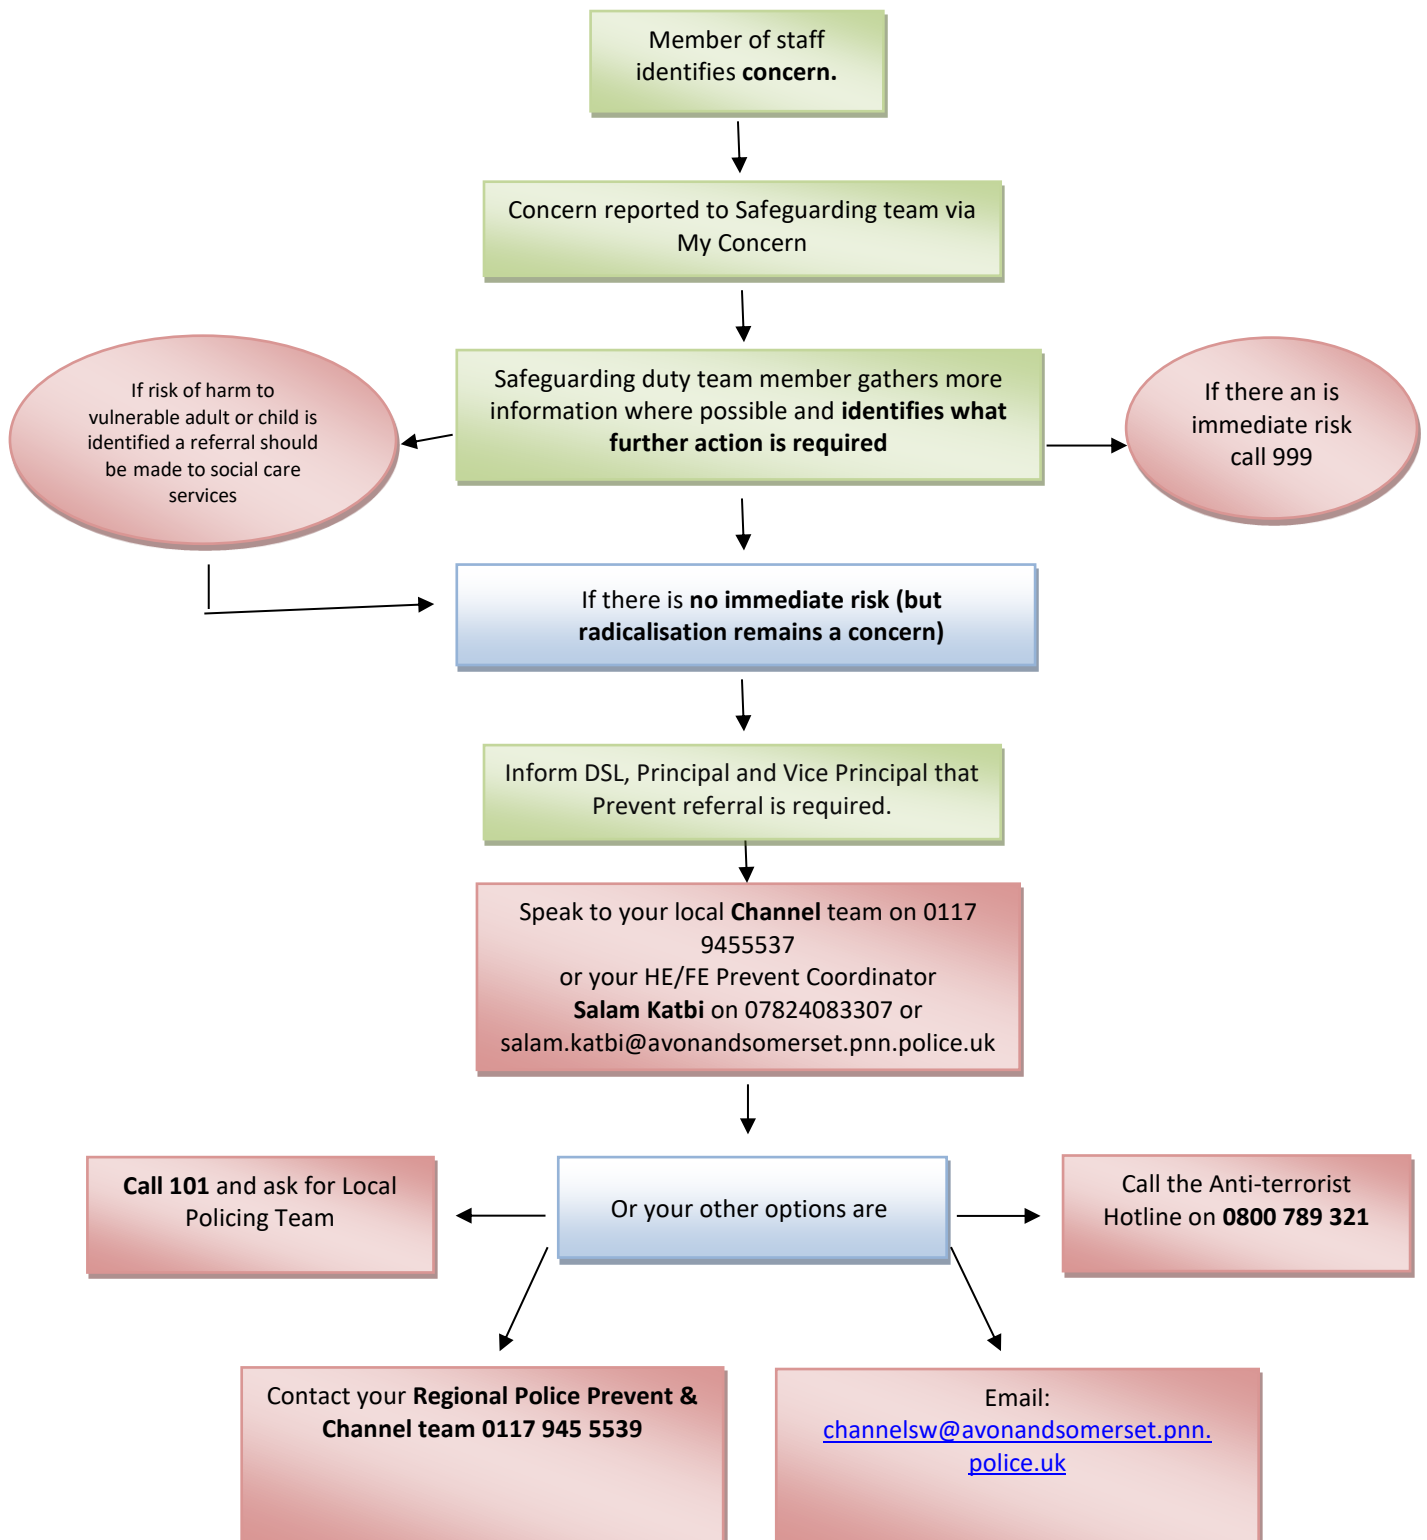 Member of staff
identifies concern.
Concern reported to Safeguarding team via
My Concern
If risk of harm to
vulnerable adult or child is
identified a referral should
be made to social care
services
Safeguarding duty team member gathers more
information where possible and identifies what
further action is required
If there an is
immediate risk
call 999
If there is no immediate risk (but
radicalisation remains a concern)
Inform DSL, Principal and Vice Principal that
Prevent referral is required.
Speak to your local Channel team on 0117
9455537
or your HE/FE Prevent Coordinator
Salam Katbi on 07824083307 or
salam.katbi@avonandsomerset.pnn.police.uk
Call 101 and ask for Local
Policing Team
Or your other options are
Call the Anti-terrorist
Hotline on 0800 789 321
Contact your Regional Police Prevent &
Channel team 0117 945 5539
Email:
channelsw@avonandsomerset.pnn.
police.uk